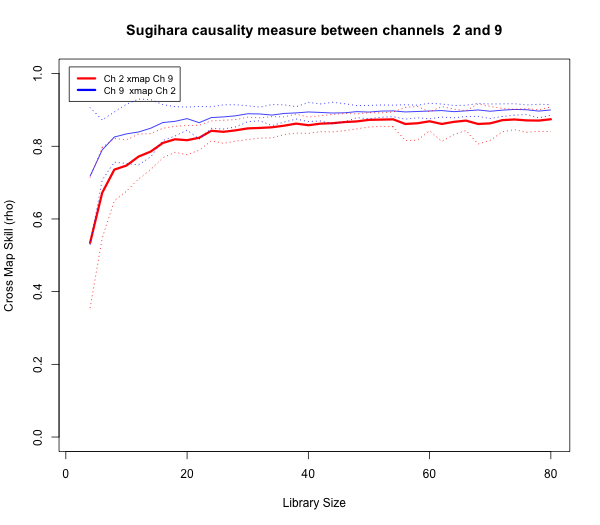 Sugihara causality measure between channels  2 and 9
Ch 2 xmap Ch 9
Ch 9  xmap Ch 2
Cross Map Skill (rho)
1.0
0.8
0.6
0.4
0.2
0.0
0 20 40 60 80
Library Size